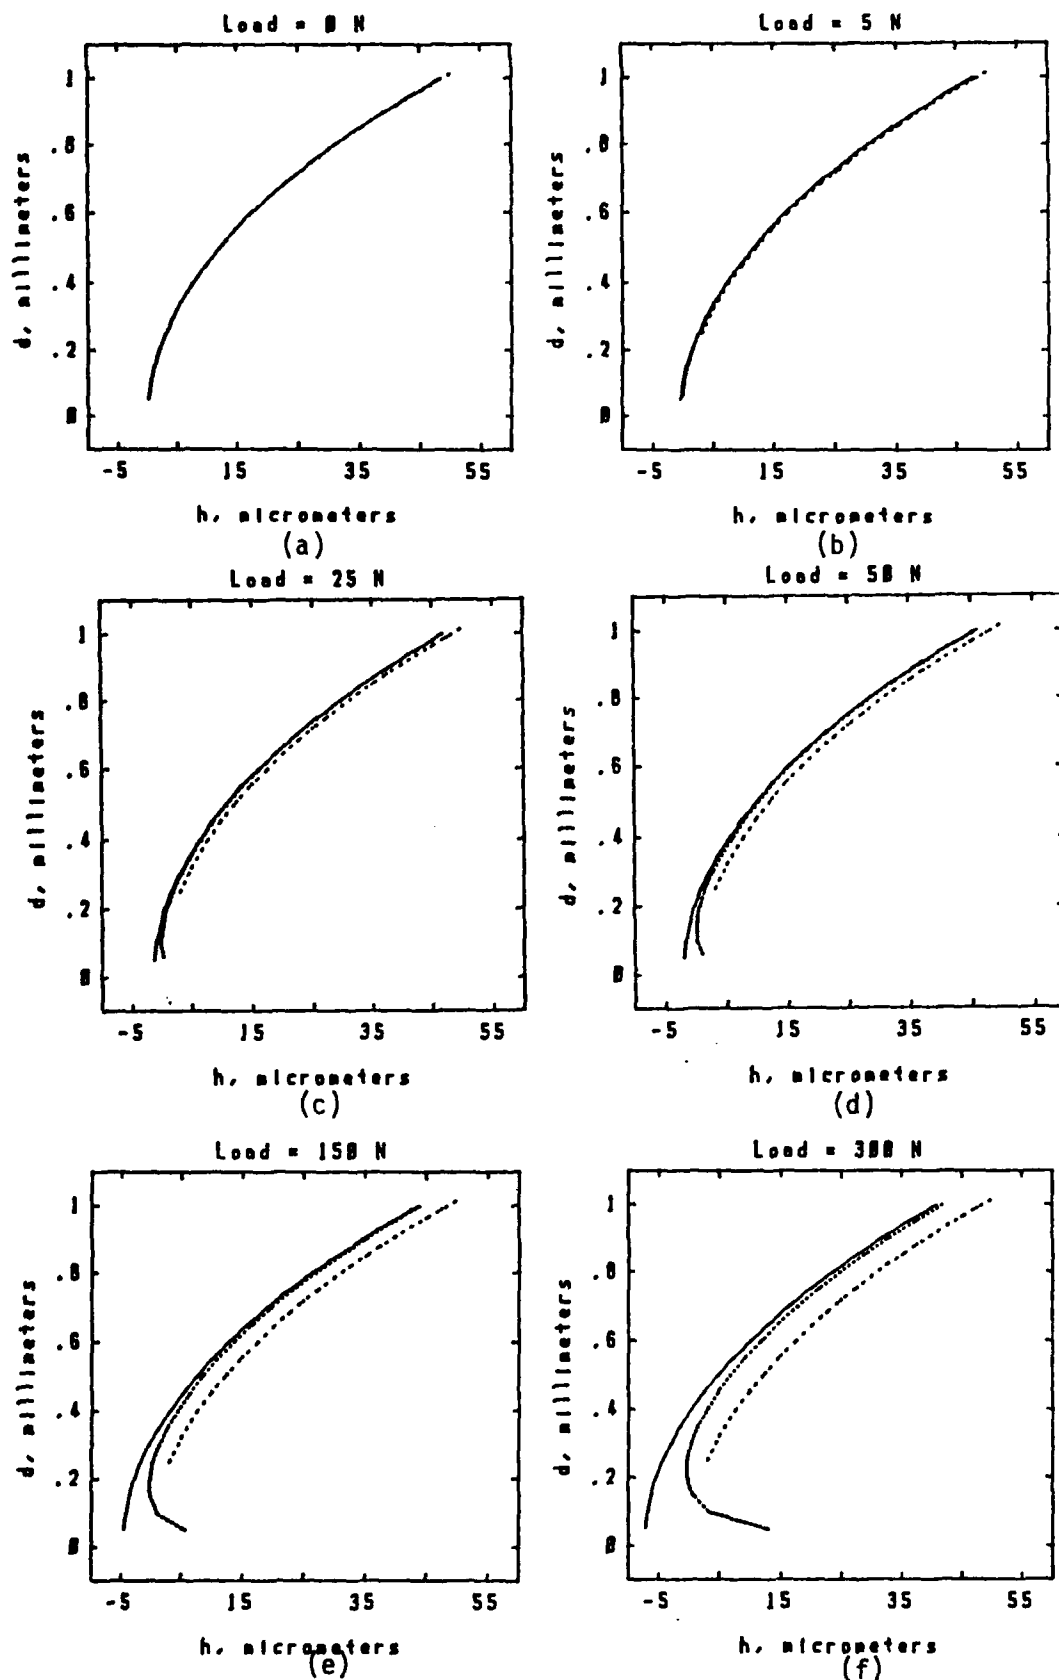 Load = 0 N
Load = 5 N
1
.8
.6
.4
.2
0
d, millimeters
-5 15 35 55
h, micrometers
(a)
1
.8
.6
.4
.2
0
d, millimeters
-5 15 35 55
h, micrometers
(b)
Load = 25 N
Load = 50 N
1
.8
.6
.4
.2
0
d, millimeters
-5 15 35 55
h, micrometers
(c)
1
.8
.6
.4
.2
0
d, millimeters
-5 15 35 55
h, micrometers
(d)
Load = 150 N
Load = 300 N
1
.8
.6
.4
.2
0
d, millimeters
-5 15 35 55
h, micrometers
(e)
1
.8
.6
.4
.2
0
d, millimeters
-5 15 35 55
h, micrometers
(f)